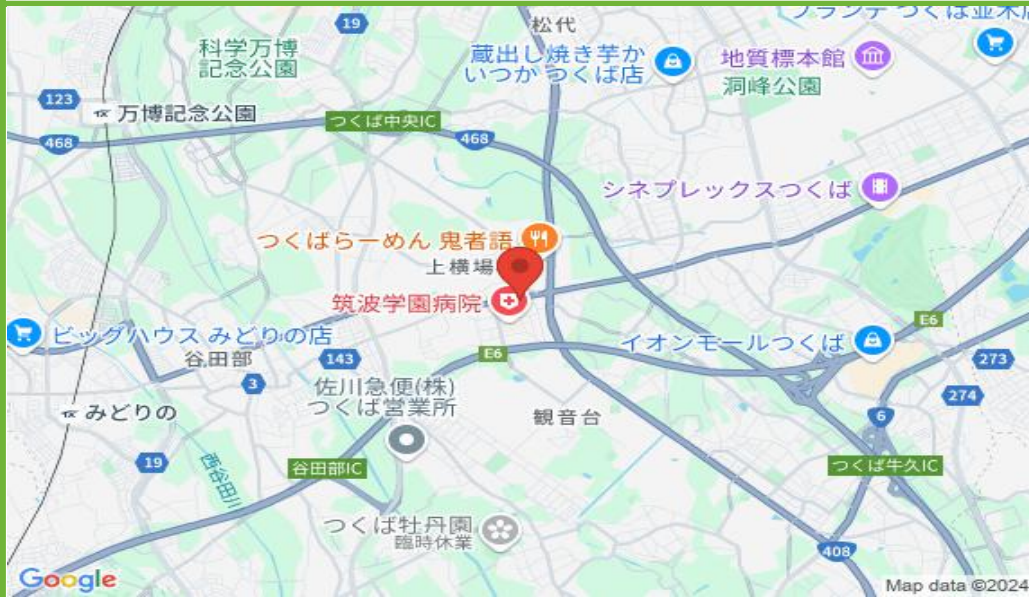 フランテ つくば並木店
19
松代
科学万博
記念公園
蔵出し焼き芋か
いつか つくば店
地質標本館
洞峰公園
123
万博記念公園
つくば中央IC
468
468
シネプレックスつくば
つくばらーめん 鬼者語
上横場
筑波学園病院
E6
ビッグハウス みどりの店
谷田部
143
E6
イオンモールつくば
273
3
佐川急便(株)
つくば営業所
274
みどりの
観音台
6
19
西谷田川
谷田部IC
つくば牛久IC
つくば牡丹園
臨時休業
408
Google
Map data ©2024